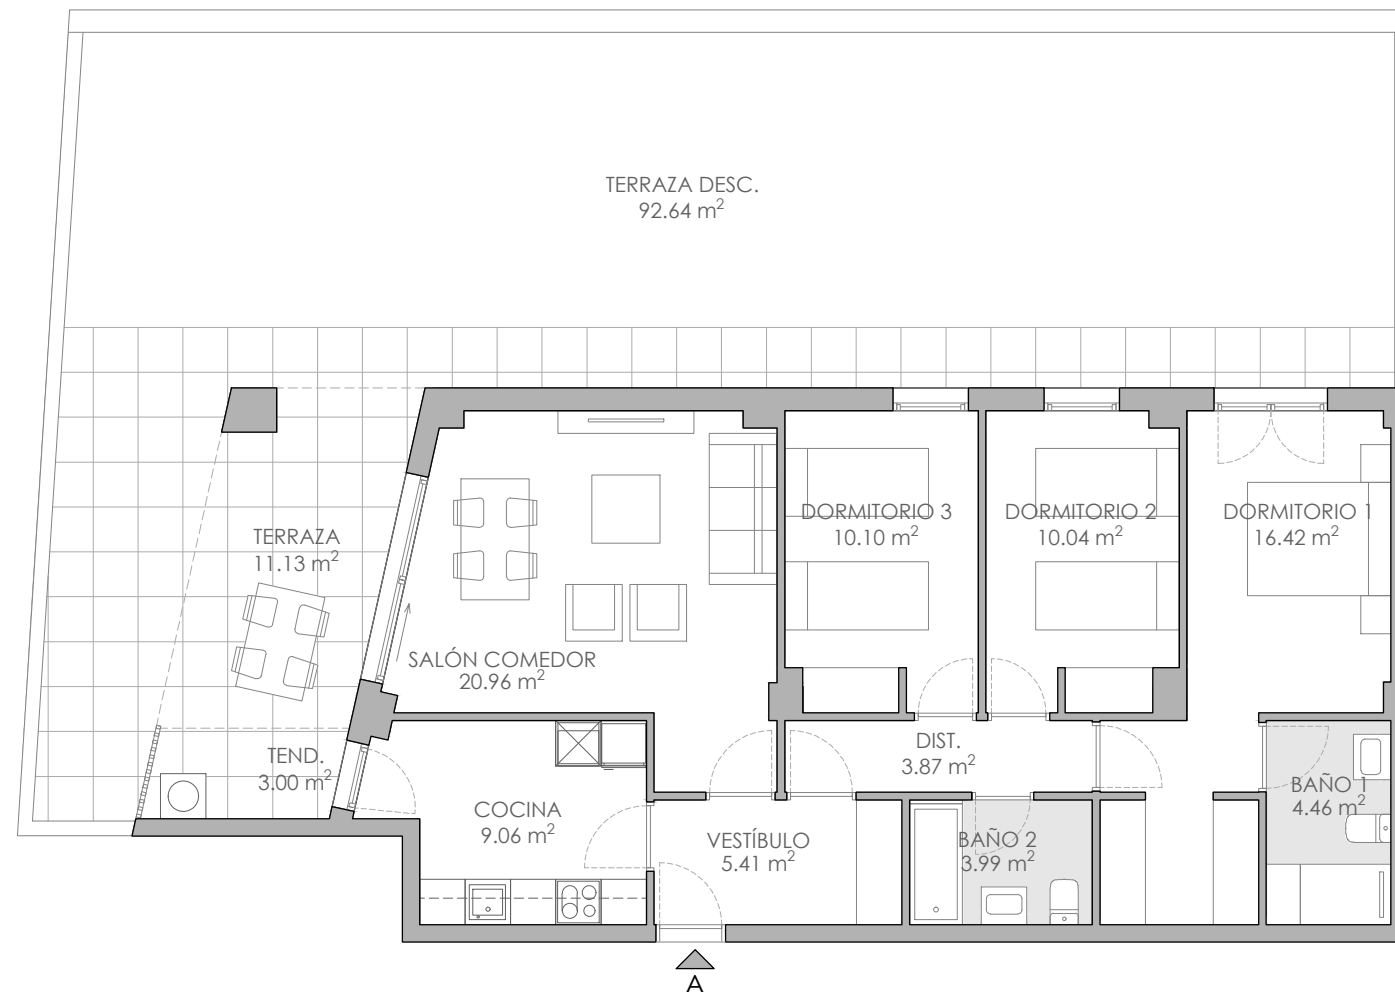 TERRAZA DESC.
92.64 m²
TERRAZA
11.13 m²
SALÓN COMEDOR
20.96 m²
DORMITORIO 3
10.10 m²
DORMITORIO 2
10.04 m²
DORMITORIO 1
16.42 m²
TEND.
3.00 m²
COCINA
9.06 m²
VESTÍBULO
5.41 m²
DIST.
3.87 m²
BAÑO 2
3.99 m²
BAÑO 1
4.46 m²
A